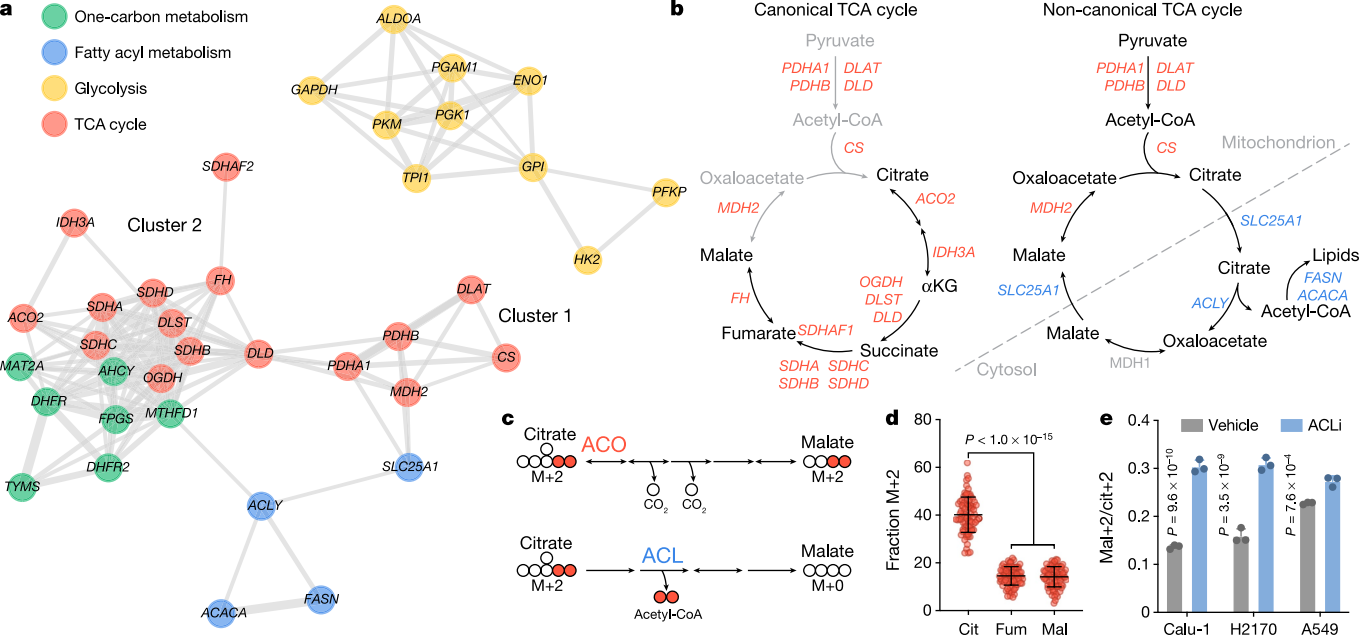 a
One-carbon metabolism
Fatty acyl metabolism
Glycolysis
TCA cycle
ALDOA
PGAM1
ENO1
GAPDH
PGK1
PKM
TPI1
GPI
PFKP
HK2
SDHAF2
Cluster 2
IDH3A
FH
SDHD
SDHA
DLST
ACO2
SDHC
SDHB
DLD
MAT2A
AHCY
OGDH
DHFR
FPGS
MTHFD1
DHFR2
TYMS
DLAT
Cluster 1
PDHB
CS
PDHA1
MDH2
SLC25A1
ACLY
ACACA
FASN
b
Canonical TCA cycle
Pyruvate
PDHA1 DLAT
PDHB DLD
Acetyl-CoA
CS
Oxaloacetate
Citrate
MDH2
ACO2
Malate
IDH3A
αKG
OGDH
DLST
DLD
FH
Fumarate
SDHAF1
Succinate
SDHA SDHC
SDHB SDHD
Non-canonical TCA cycle
Pyruvate
PDHA1 DLAT
PDHB DLD
Acetyl-CoA
CS
Mitochondrion
Oxaloacetate
Citrate
MDH2
SLC25A1
Malate
Citrate
Lipids
FASN
ACACA
SLC25A1
ACLY
Acetyl-CoA
Malate
Oxaloacetate
MDH1
Cytosol
c
Citrate
ACO
Malate
M+2
M+2
CO2
CO2
Citrate
ACL
Malate
M+2
M+0
Acetyl-CoA
d
Fraction M+2
80
60
40
20
0
P < 1.0 × 10⁻¹⁵
Cit
Fum
Mal
e
Vehicle
ACLi
Mal+2/cit+2
0.4
0.3
0.2
0.1
0
P = 9.6 × 10⁻¹⁰
P = 3.5 × 10⁻⁹
P = 7.6 × 10⁻⁴
Calu-1
H2170
A549